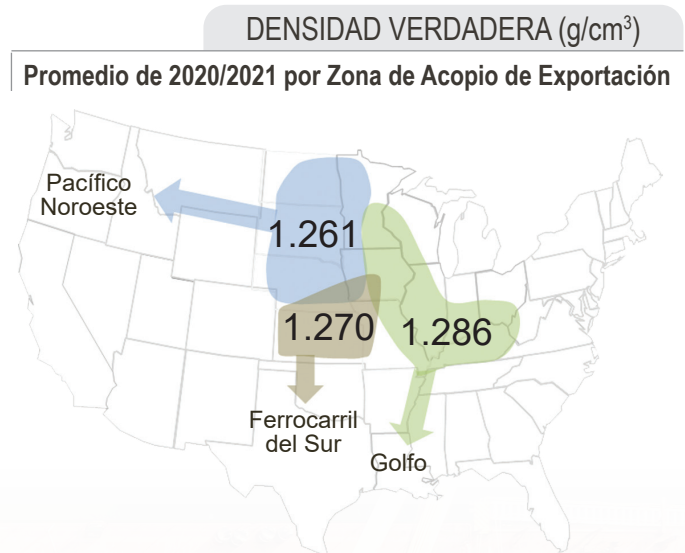 DENSIDAD VERDADERA (g/cm³)
Promedio de 2020/2021 por Zona de Acopio de Exportación
Pacífico
Noroeste
1.261
1.270
1.286
Ferrocarril
del Sur
Golfo